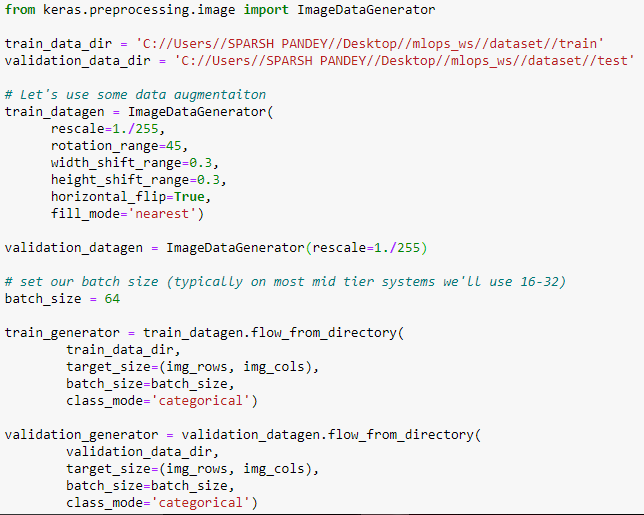 from keras.preprocessing.image import ImageDataGenerator
train_data_dir = 'C://Users//SPARSH PANDEY//Desktop//mlops_ws//dataset//train'
validation_data_dir = 'C://Users//SPARSH PANDEY//Desktop//mlops_ws//dataset//test'
# Let's use some data augmentaiton
train_datagen = ImageDataGenerator(
rescale=1./255,
rotation_range=45,
width_shift_range=0.3,
height_shift_range=0.3,
horizontal_flip=True,
fill_mode='nearest')
validation_datagen = ImageDataGenerator(rescale=1./255)
# set our batch size (typically on most mid tier systems we'll use 16-32)
batch_size = 64
train_generator = train_datagen.flow_from_directory(
train_data_dir,
target_size=(img_rows, img_cols),
batch_size=batch_size,
class_mode='categorical')
validation_generator = validation_datagen.flow_from_directory(
validation_data_dir,
target_size=(img_rows, img_cols),
batch_size=batch_size,
class_mode='categorical')